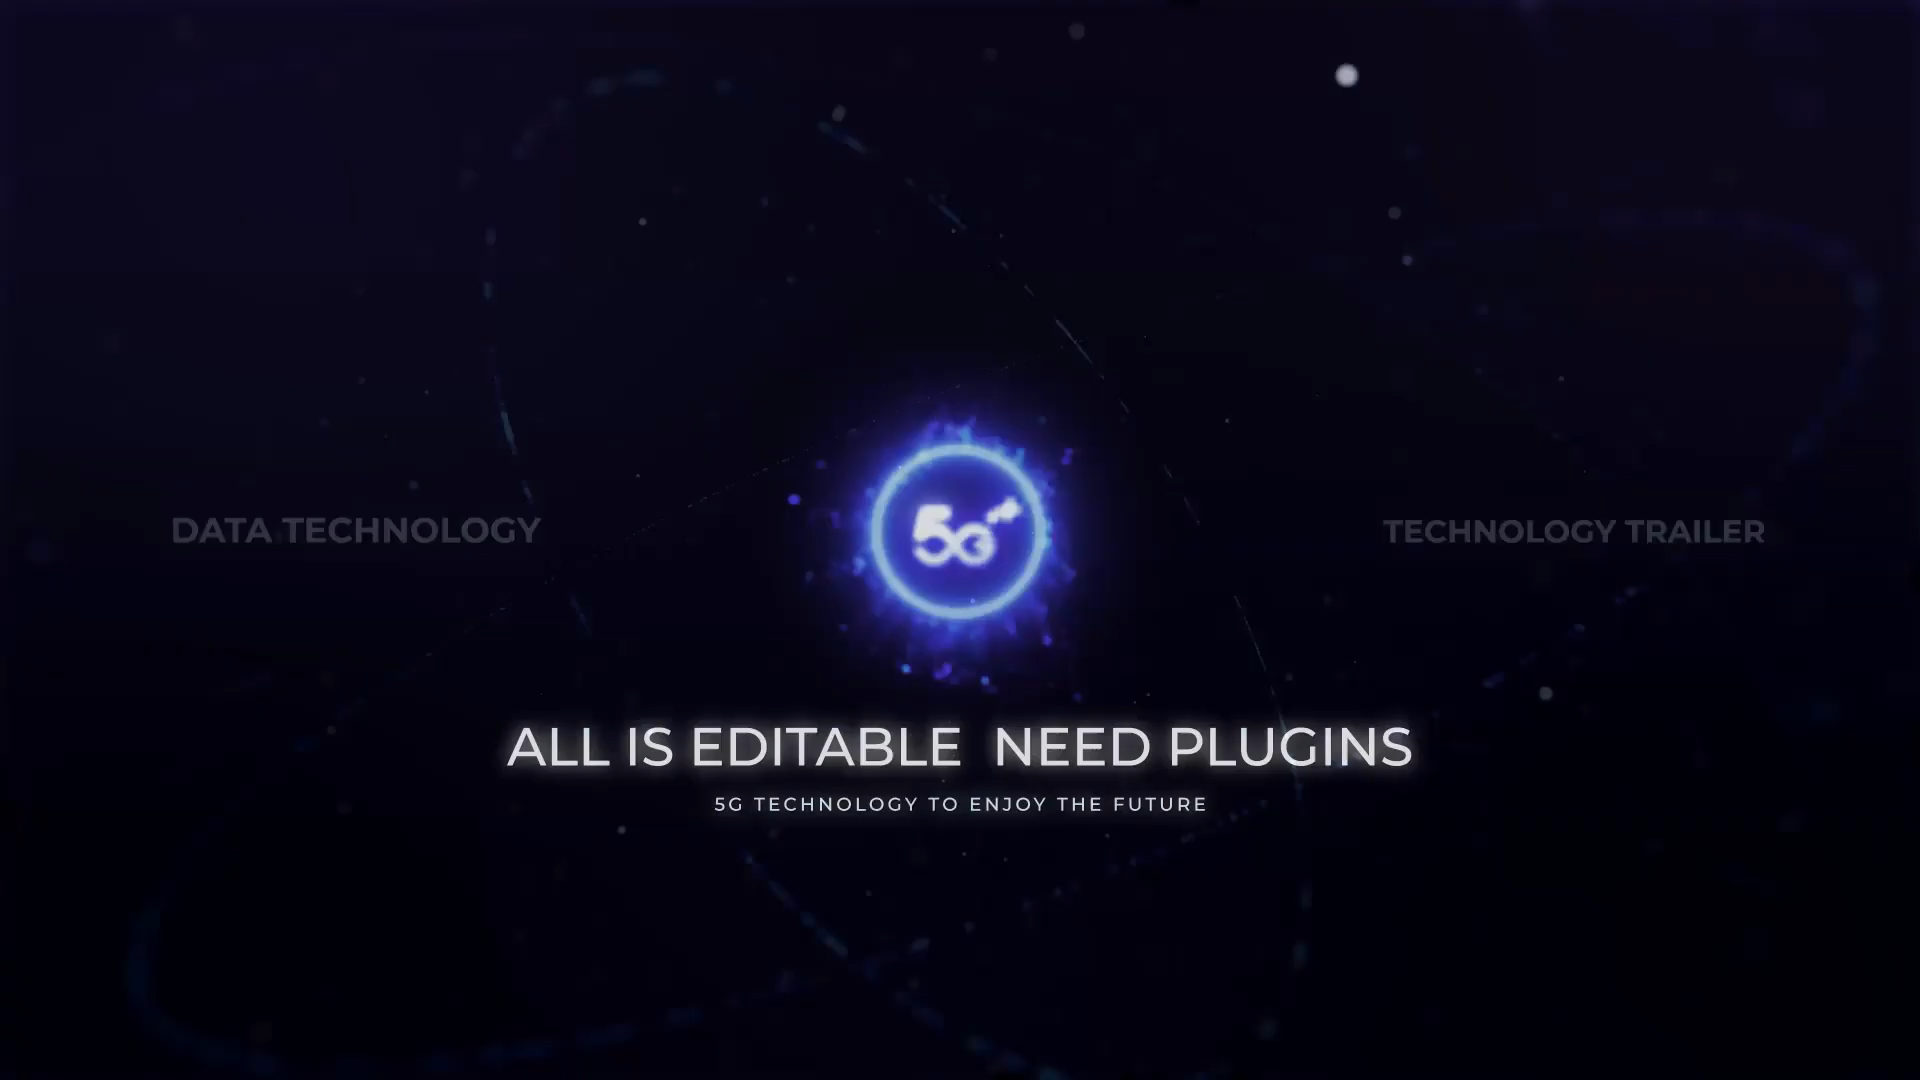 5G
DATA TECHNOLOGY
TECHNOLOGY TRAILER
ALL IS EDITABLE  NEED PLUGINS
5G TECHNOLOGY TO ENJOY THE FUTURE